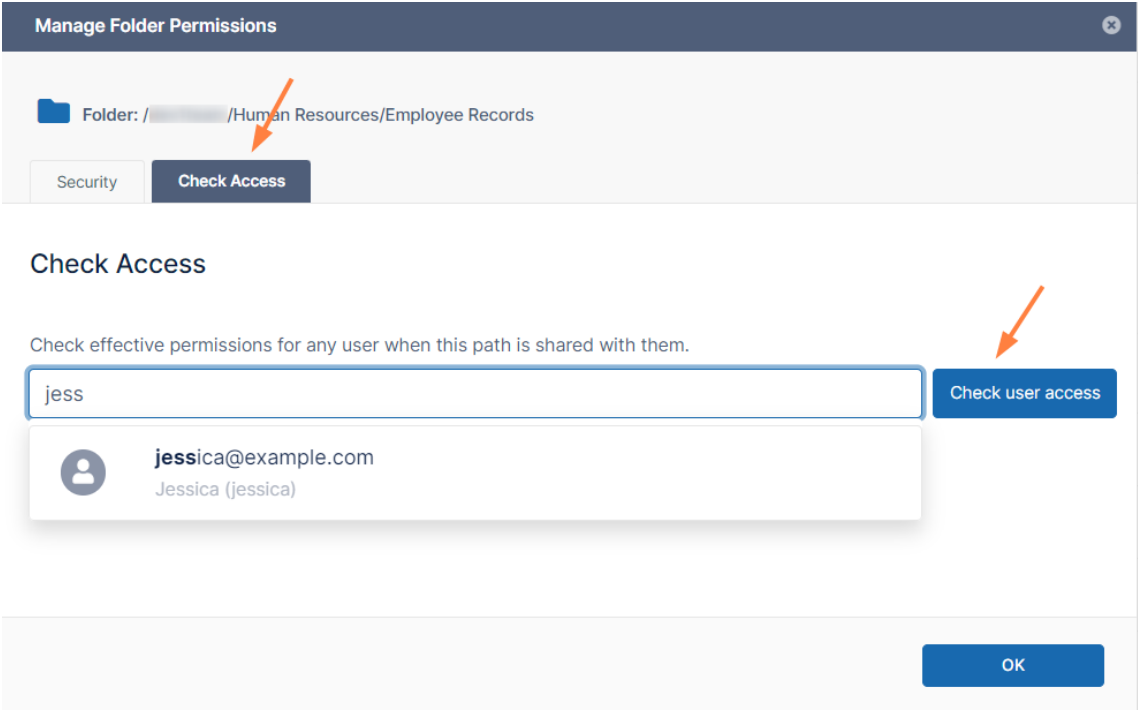 Manage Folder Permissions
Folder: / /Human Resources/Employee Records
Security
Check Access
Check Access
Check effective permissions for any user when this path is shared with them.
jess
Check user access
jessica@example.com
Jessica (jessica)
OK